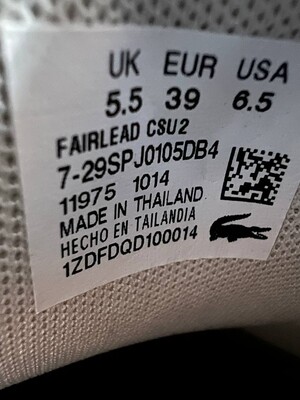 UK EUR USA
5.5 39 6.5
FAIRLEAD CSU2
7-29SPJ0105DB4
11975 1014
MADE IN THAILAND
HECHO EN TAILANDIA
1ZDFDQD100014